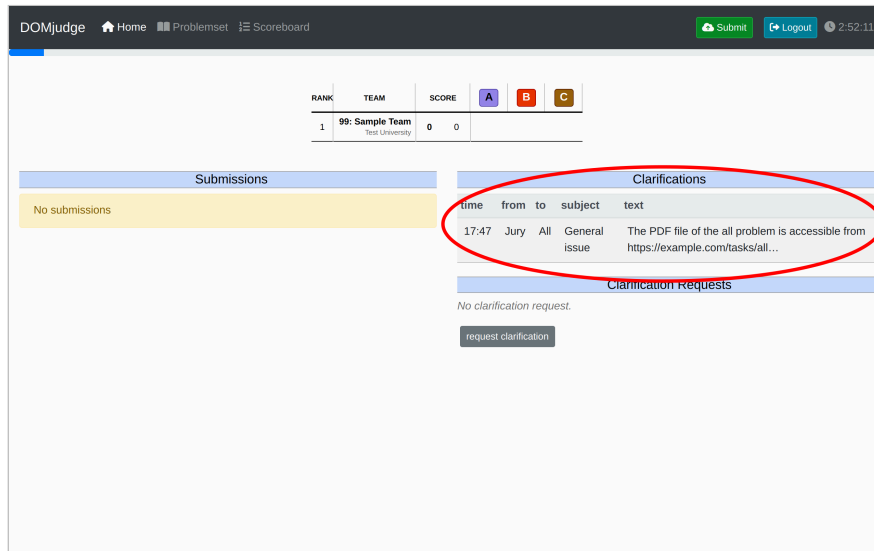 DOMjudge Home Problemset Scoreboard Submit Logout 2:52:11
RANK TEAM SCORE A B C
1 99: Sample Team 0 0
Test University
Submissions
No submissions
Clarifications
time from to subject text
17:47 Jury All General issue The PDF file of the all problem is accessible from
https://example.com/tasks/all…
Clarification Requests
No clarification request.
request clarification